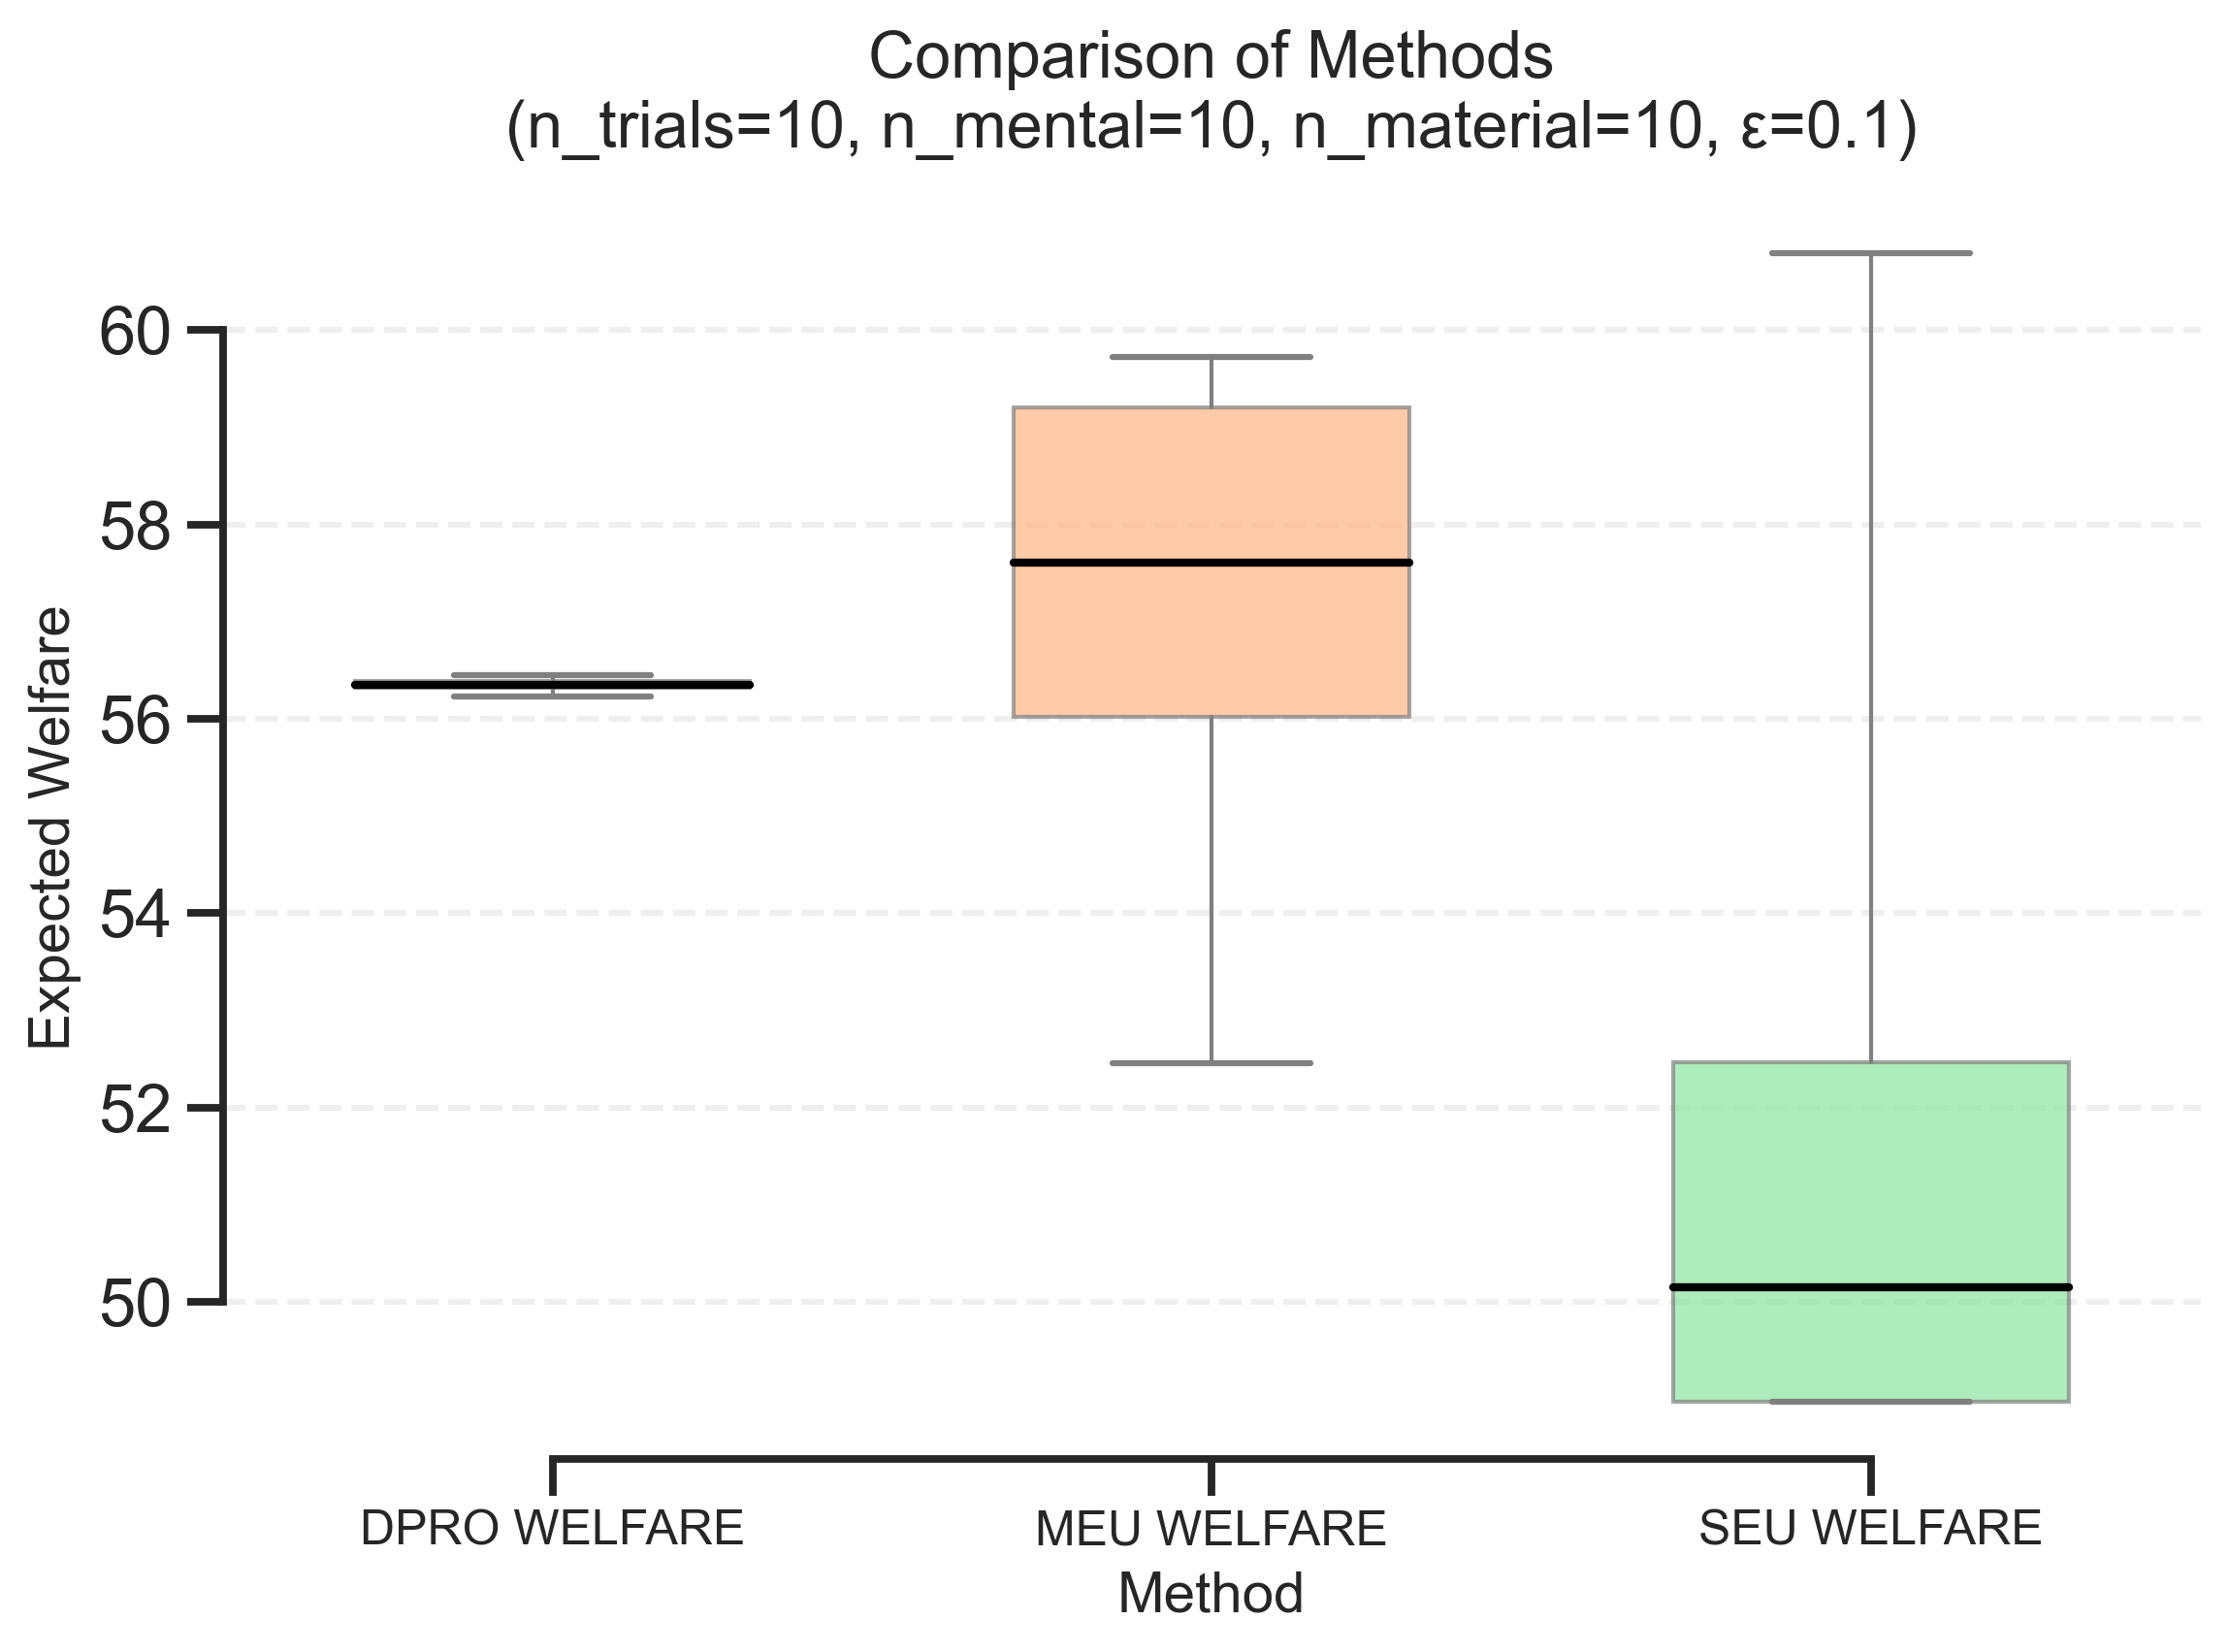 Comparison of Methods
(n_trials=10, n_mental=10, n_material=10, ε=0.1)
Expected Welfare
60
58
56
54
52
50
DPRO WELFARE
MEU WELFARE
SEU WELFARE
Method